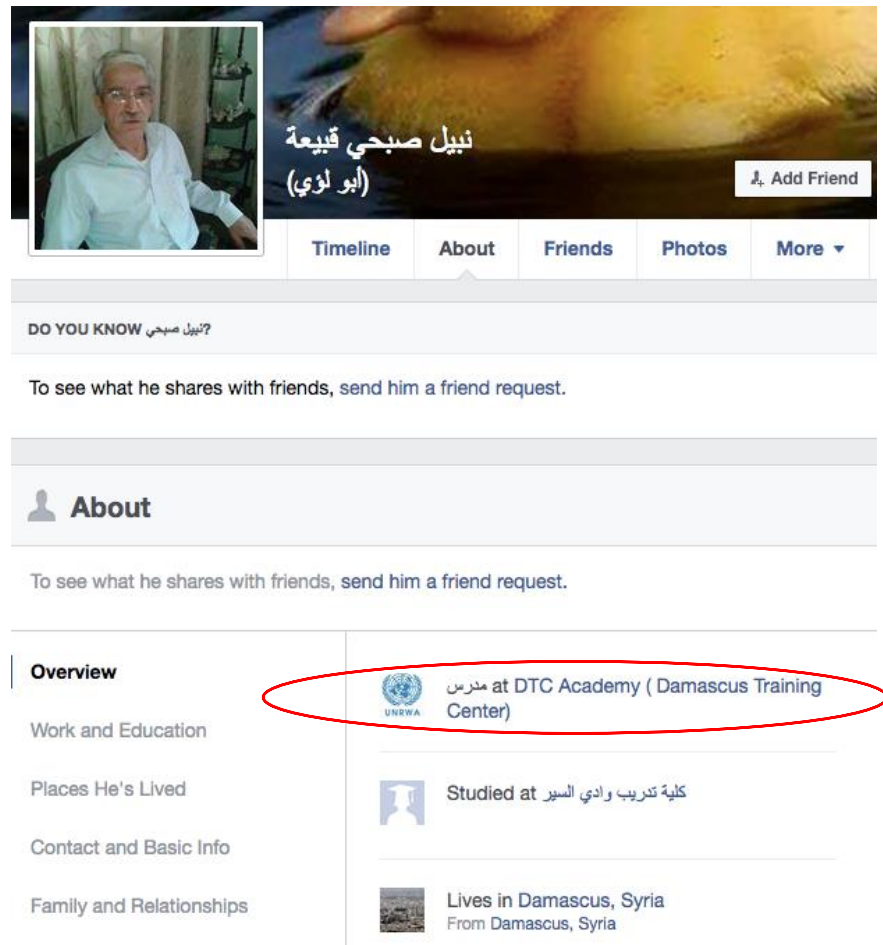 نبيل صبحي قبيعة
(أبو لؤي)
Add Friend
Timeline About Friends Photos More
DO YOU KNOW نبيل صبحي?
To see what he shares with friends, send him a friend request.
About
To see what he shares with friends, send him a friend request.
Overview
Work and Education
Places He's Lived
Contact and Basic Info
Family and Relationships
UNRWA
مدرس at DTC Academy ( Damascus Training
Center)
Studied at كلية تدريب وادي السير
Lives in Damascus, Syria
From Damascus, Syria